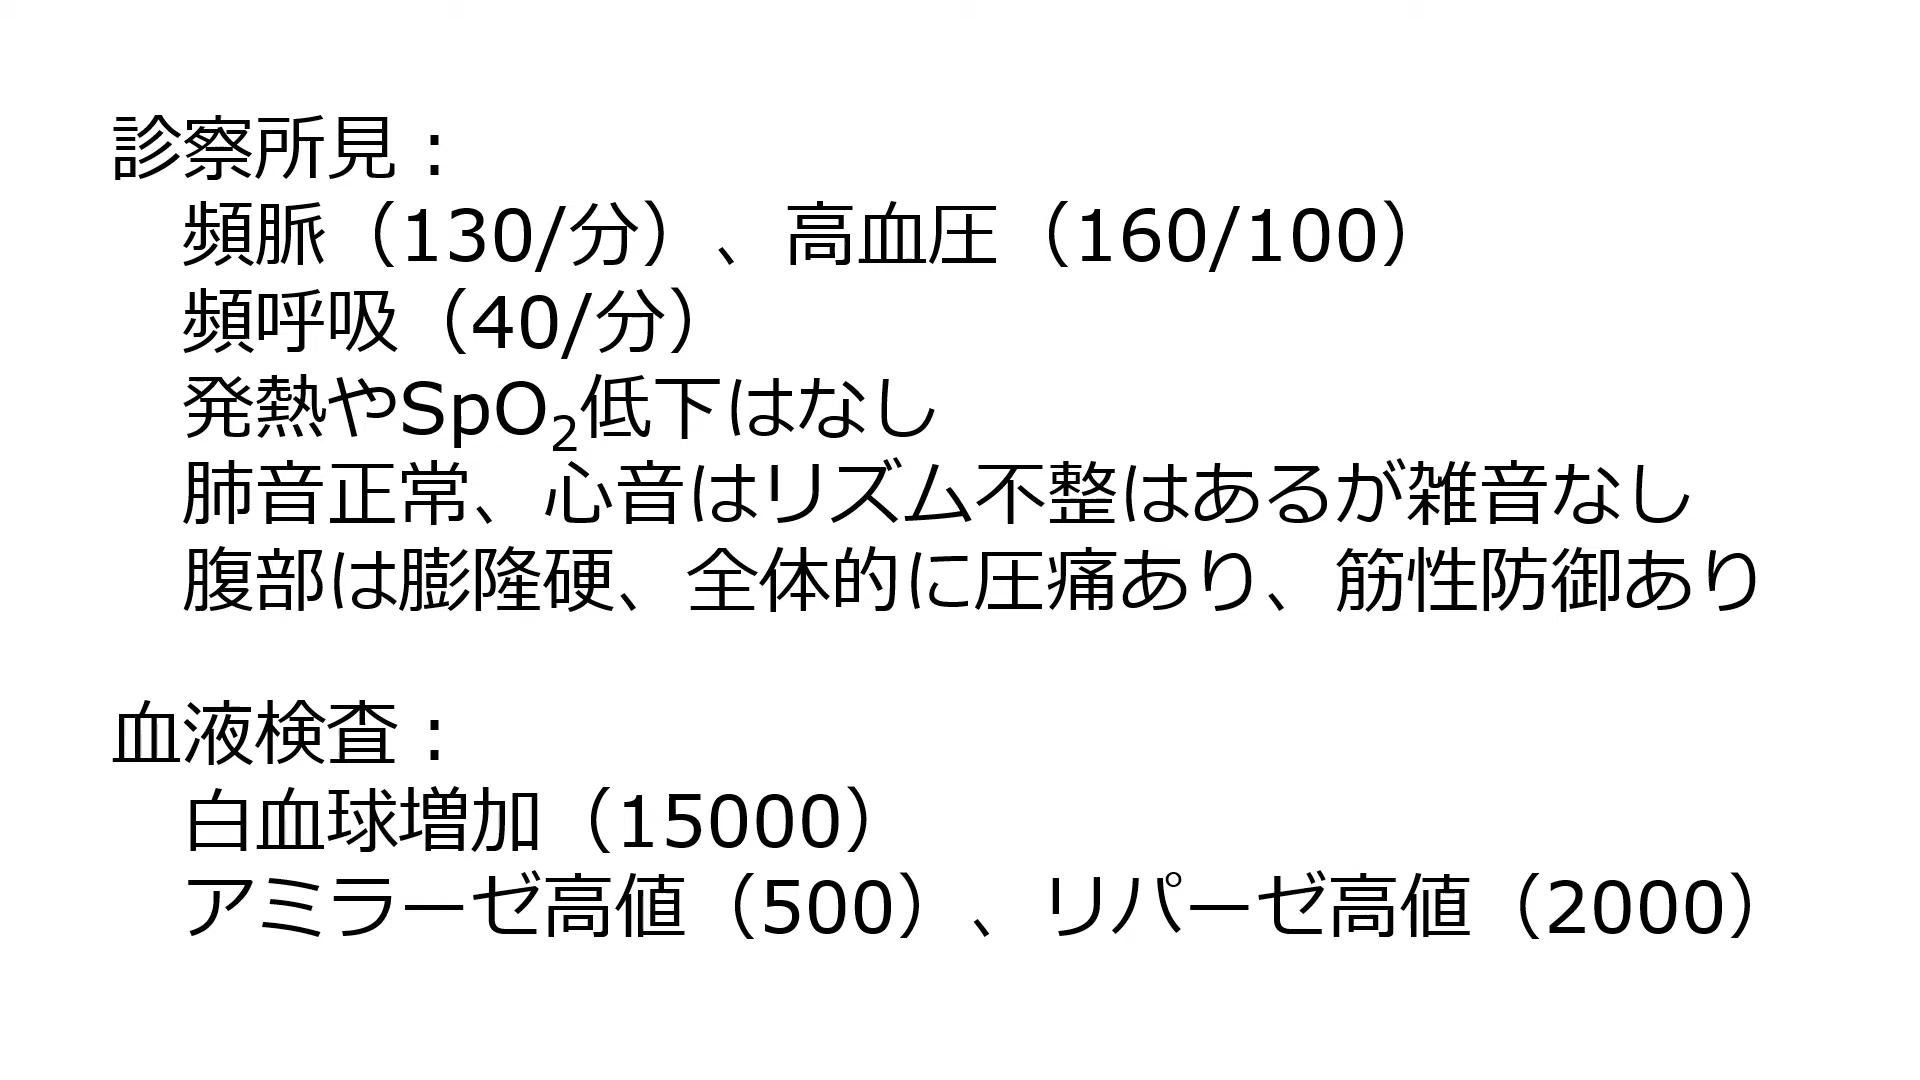 診察所見：
頻脈（130/分）、高血圧（160/100）
頻呼吸（40/分）
発熱やSpO₂低下はなし
肺音正常、心音はリズム不整はあるが雑音なし
腹部は膨隆硬、全体的に圧痛あり、筋性防御あり
血液検査：
白血球増加（15000）
アミラーゼ高値（500）、リパーゼ高値（2000）